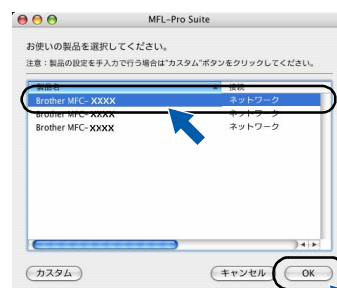 MFL-Pro Suite
お使いの製品を選択してください。
注意：製品の設定を手入力で行う場合は"カスタム"ボタンをクリックしてください。
製品名 接続
Brother MFC- XXXX ネットワーク
Brother MFC- XXXX ネットワーク
Brother MFC- XXXX ネットワーク
カスタム キャンセル OK